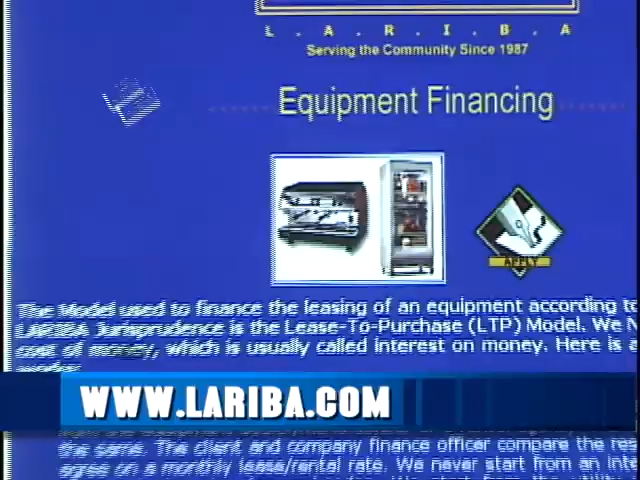 L . A . R . I . B . A
Serving the Community Since 1987
Equipment Financing
APPLY
The Model used to finance the leasing of an equipment according to
LARIBA Jurisprudence is the Lease-To-Purchase (LTP) Model. We N
cost of money, which is usually called interest on money. Here is a
WWW.LARIBA.COM
the same. The client and company finance officer compare the res
agree on a monthly lease/rental rate. We never start from an inte